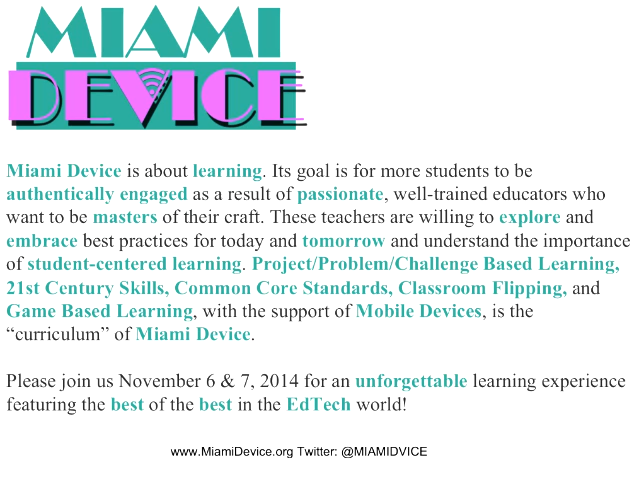 MIAMI
DEVICE
Miami Device is about learning. Its goal is for more students to be
authentically engaged as a result of passionate, well-trained educators who
want to be masters of their craft. These teachers are willing to explore and
embrace best practices for today and tomorrow and understand the importance
of student-centered learning. Project/Problem/Challenge Based Learning,
21st Century Skills, Common Core Standards, Classroom Flipping, and
Game Based Learning, with the support of Mobile Devices, is the
“curriculum” of Miami Device.
Please join us November 6 & 7, 2014 for an unforgettable learning experience
featuring the best of the best in the EdTech world!
www.MiamiDevice.org Twitter: @MIAMIDVICE